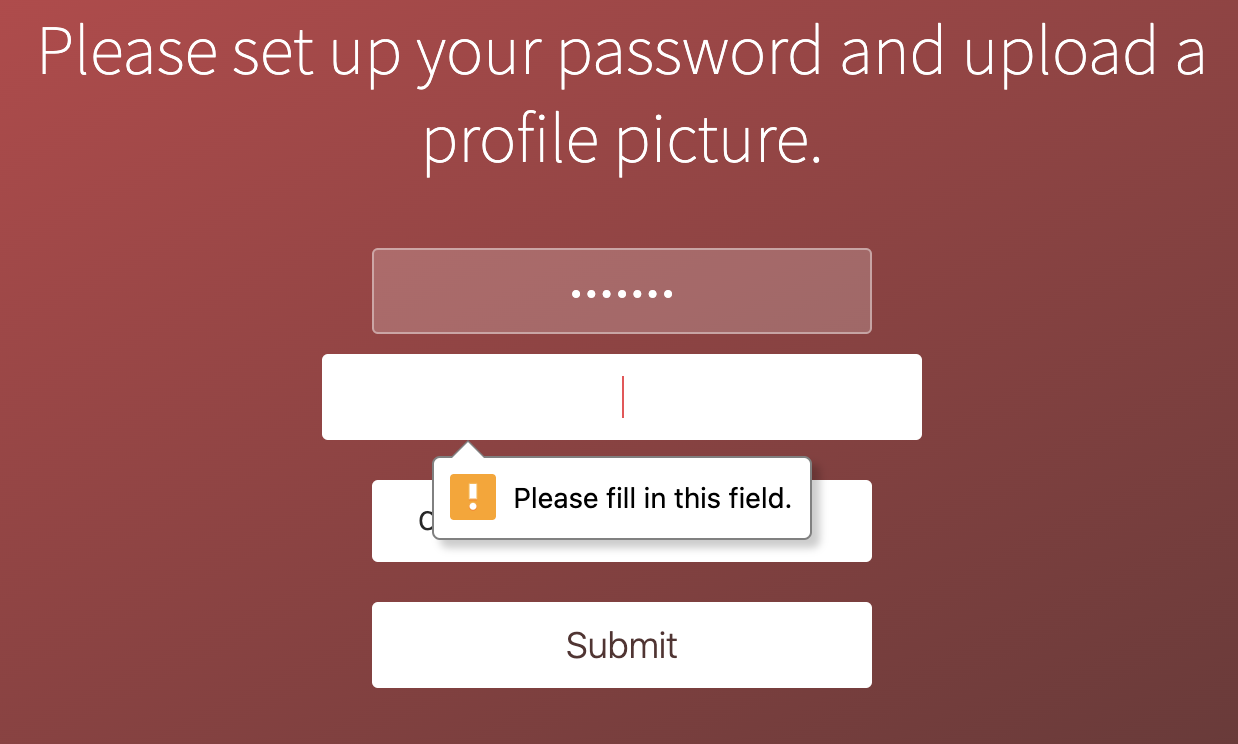 Please set up your password and upload a
profile picture.
•••••••
Please fill in this field.
Submit